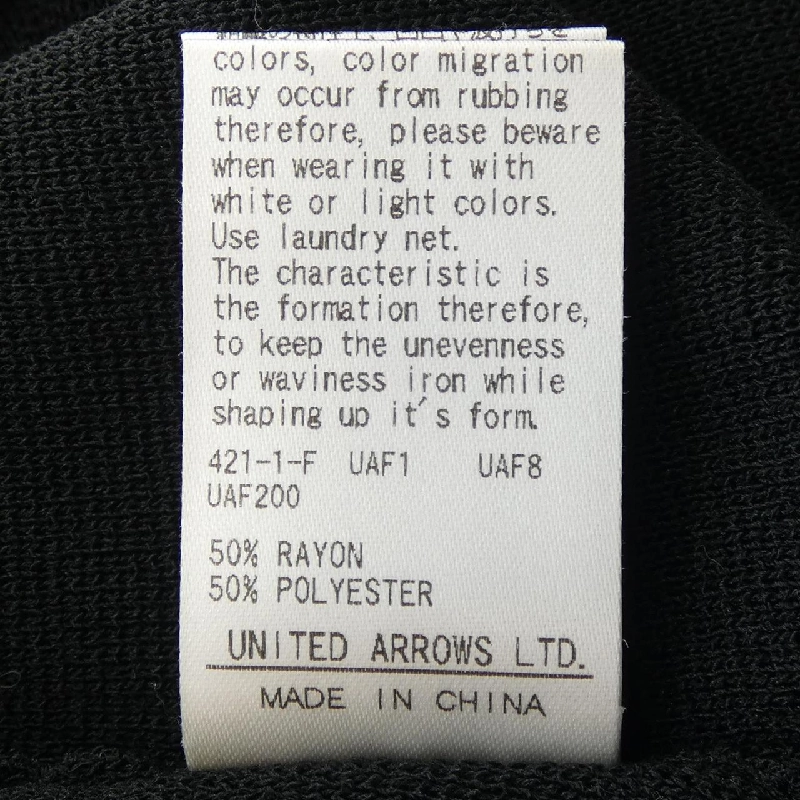 colors, color migration
may occur from rubbing
therefore, please beware
when wearing it with
white or light colors.
Use laundry net.
The characteristic is
the formation therefore,
to keep the unevenness
or waviness iron while
shaping up it's form.
421-1-F UAF1 UAF8
UAF200
50% RAYON
50% POLYESTER
UNITED ARROWS LTD.
MADE IN CHINA